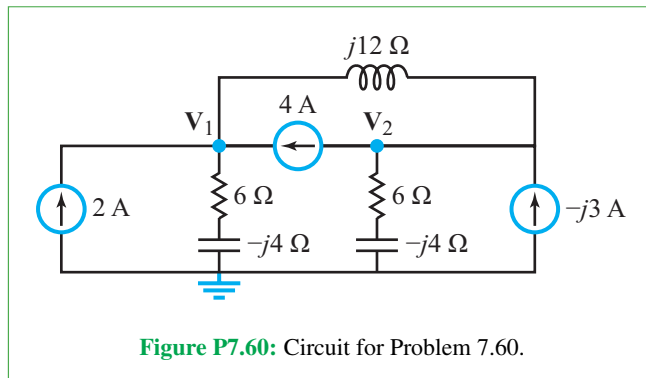 j12 Ω
4 A
V1
V2
2 A
6 Ω
6 Ω
−j3 A
−j4 Ω
−j4 Ω
Figure P7.60: Circuit for Problem 7.60.